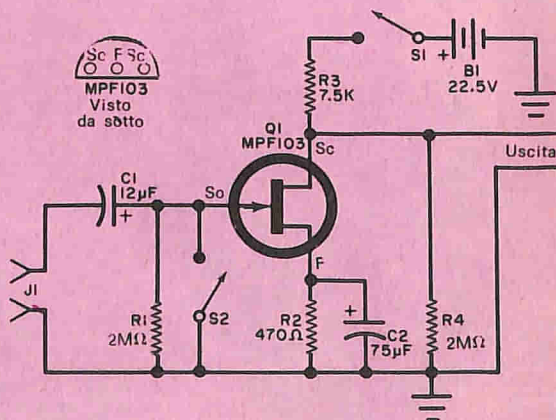 Sc F Sc
MPF103
Visto
da sotto
R3
7.5K
S1
+
B1
22.5V
Q1
MPF103
Sc
Uscita
C1
12µF
+
So
J1
F
R1
2MΩ
S2
R2
470Ω
+
C2
75µF
R4
2MΩ